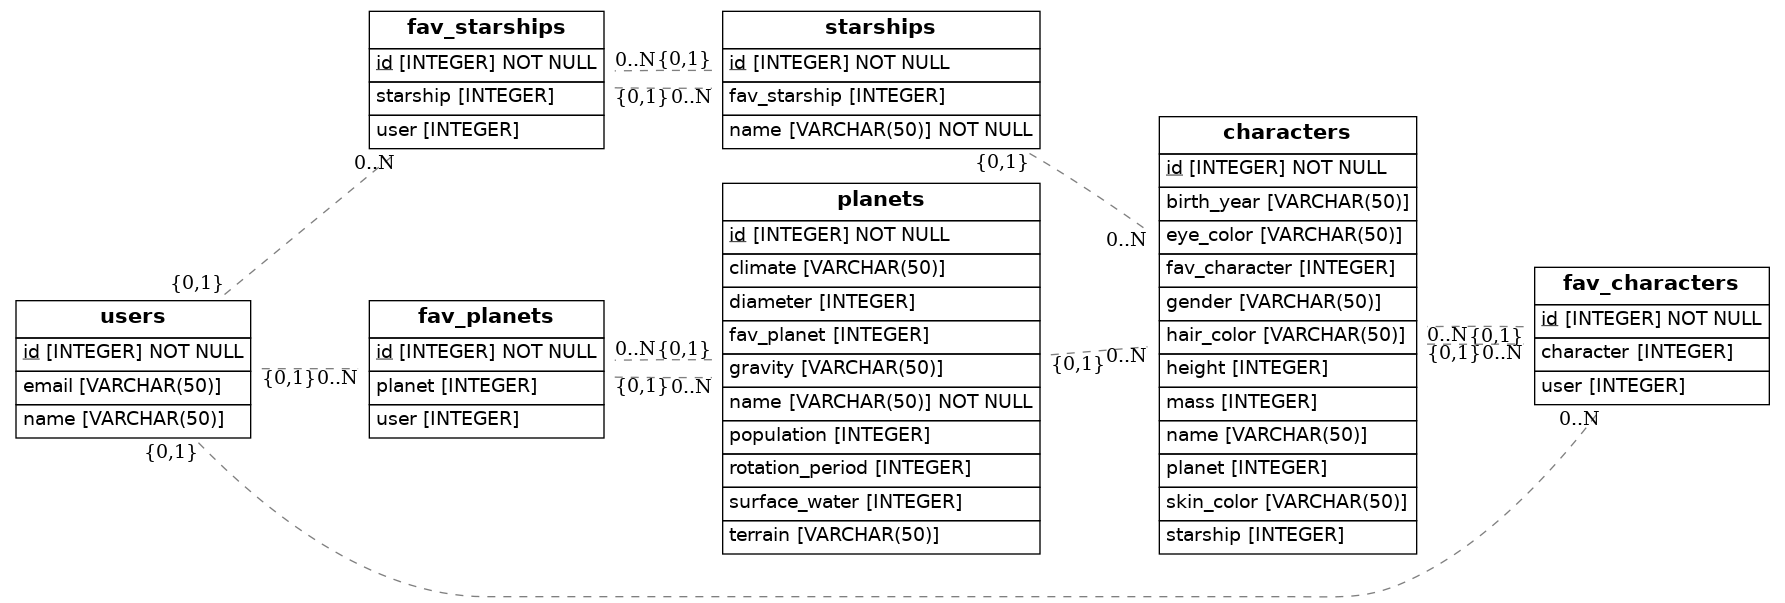 fav_starships
id [INTEGER] NOT NULL
starship [INTEGER]
user [INTEGER]
0..N{0,1}
{0,1}0..N
starships
id [INTEGER] NOT NULL
fav_starship [INTEGER]
name [VARCHAR(50)] NOT NULL
0..N
{0,1}
{0,1}
0..N
users
id [INTEGER] NOT NULL
email [VARCHAR(50)]
name [VARCHAR(50)]
{0,1}0..N
{0,1}
fav_planets
id [INTEGER] NOT NULL
planet [INTEGER]
user [INTEGER]
0..N{0,1}
{0,1}0..N
planets
id [INTEGER] NOT NULL
climate [VARCHAR(50)]
diameter [INTEGER]
fav_planet [INTEGER]
gravity [VARCHAR(50)]
name [VARCHAR(50)] NOT NULL
population [INTEGER]
rotation_period [INTEGER]
surface_water [INTEGER]
terrain [VARCHAR(50)]
{0,1}0..N
characters
id [INTEGER] NOT NULL
birth_year [VARCHAR(50)]
eye_color [VARCHAR(50)]
fav_character [INTEGER]
gender [VARCHAR(50)]
hair_color [VARCHAR(50)]
height [INTEGER]
mass [INTEGER]
name [VARCHAR(50)]
planet [INTEGER]
skin_color [VARCHAR(50)]
starship [INTEGER]
0..N{0,1}
{0,1}0..N
fav_characters
id [INTEGER] NOT NULL
character [INTEGER]
user [INTEGER]
0..N